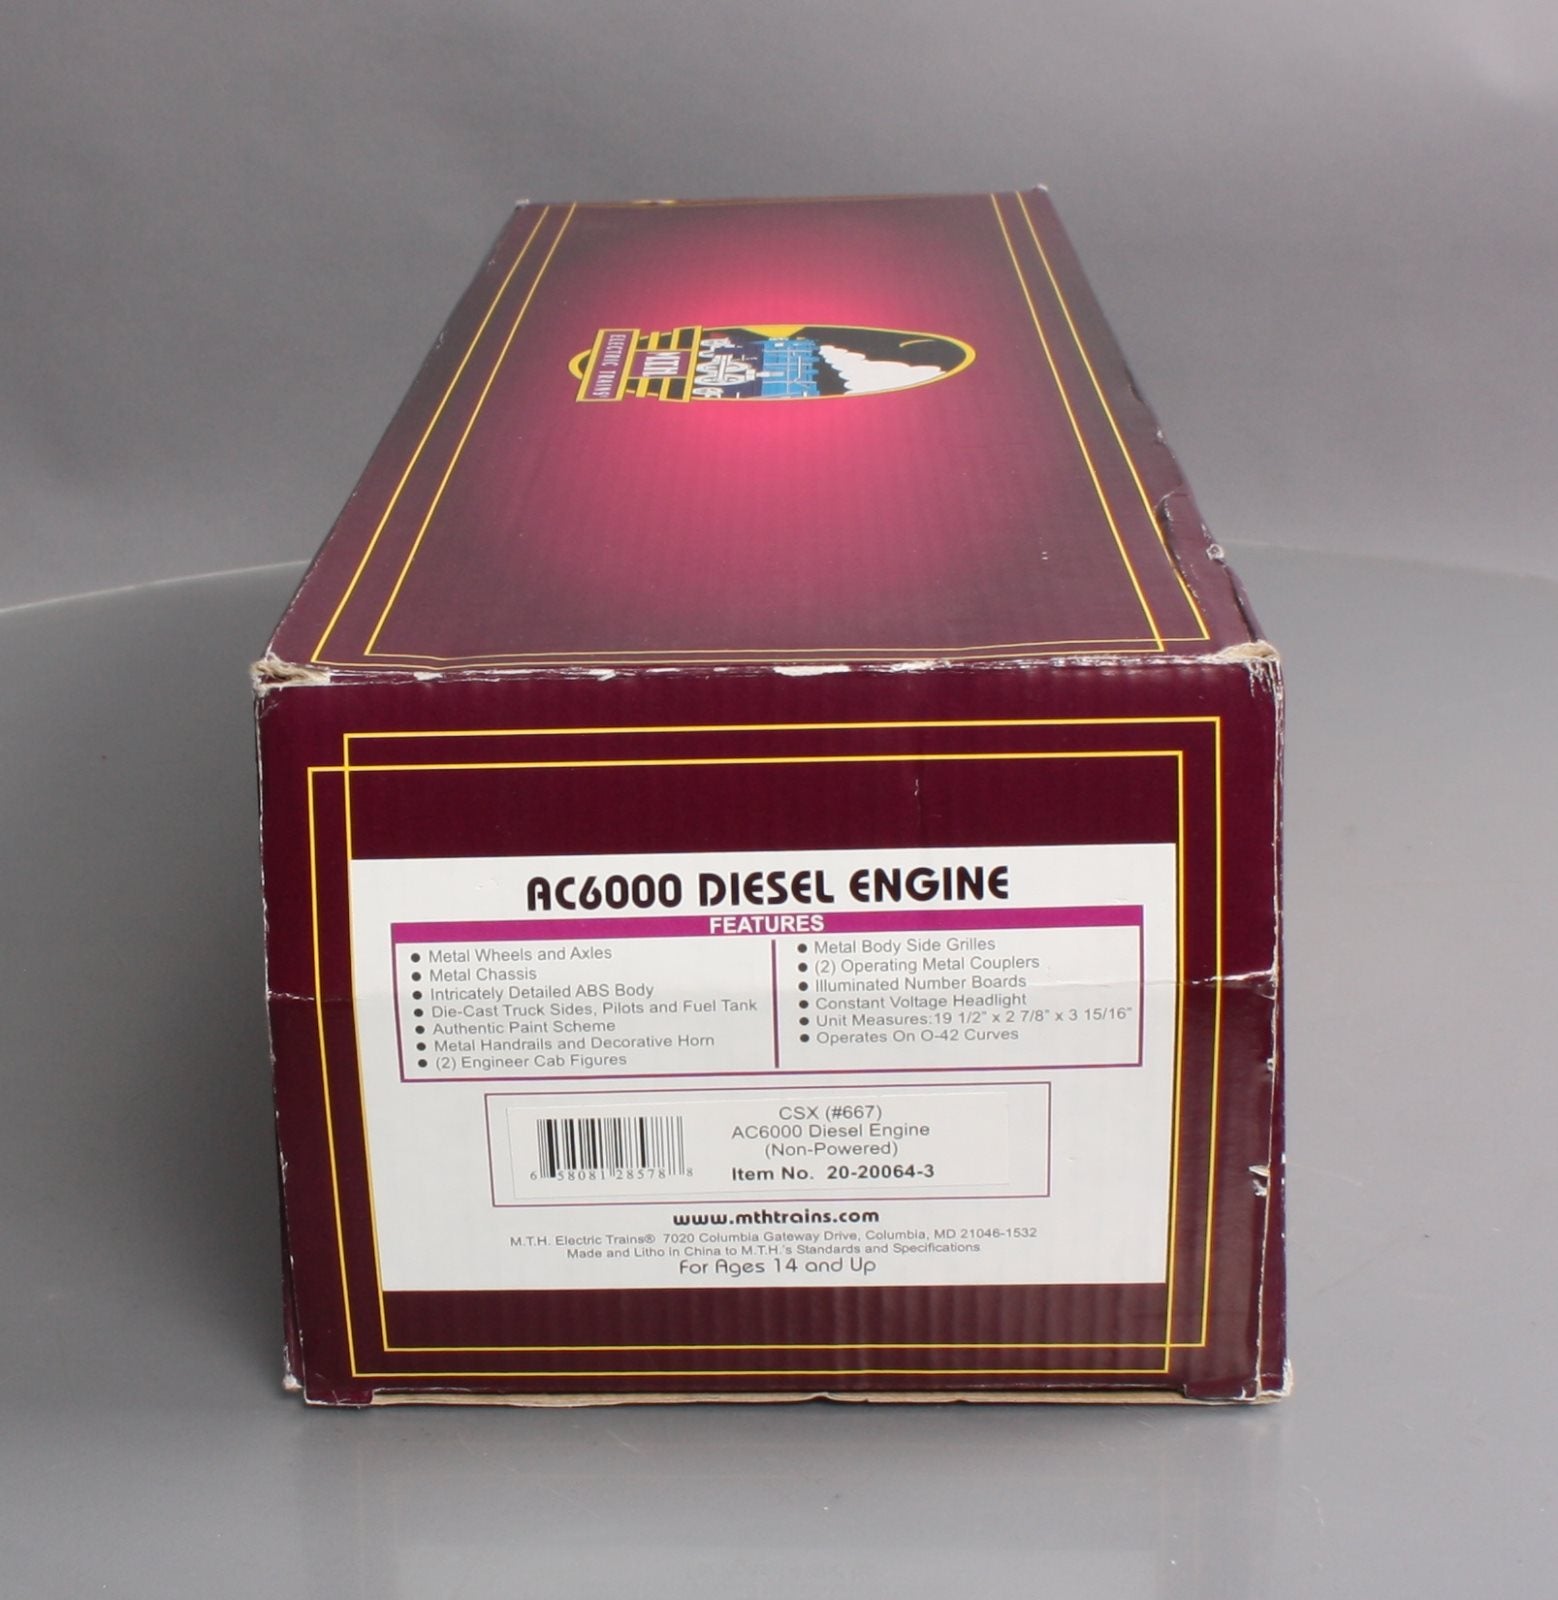 M.T.H.
ELECTRIC TRAINS®
AC6000 DIESEL ENGINE
FEATURES
● Metal Wheels and Axles
● Metal Chassis
● Intricately Detailed ABS Body
● Die-Cast Truck Sides, Pilots and Fuel Tank
● Authentic Paint Scheme
● Metal Handrails and Decorative Horn
● (2) Engineer Cab Figures
● Metal Body Side Grilles
● (2) Operating Metal Couplers
● Illuminated Number Boards
● Constant Voltage Headlight
● Unit Measures:19 1/2" x 2 7/8" x 3 15/16"
● Operates On O-42 Curves
CSX (#667)
AC6000 Diesel Engine
(Non-Powered)
Item No. 20-20064-3
6 58081 28578 8
www.mthtrains.com
M.T.H. Electric Trains® 7020 Columbia Gateway Drive, Columbia, MD 21046-1532
Made and Litho in China to M.T.H.'s Standards and Specifications
For Ages 14 and Up